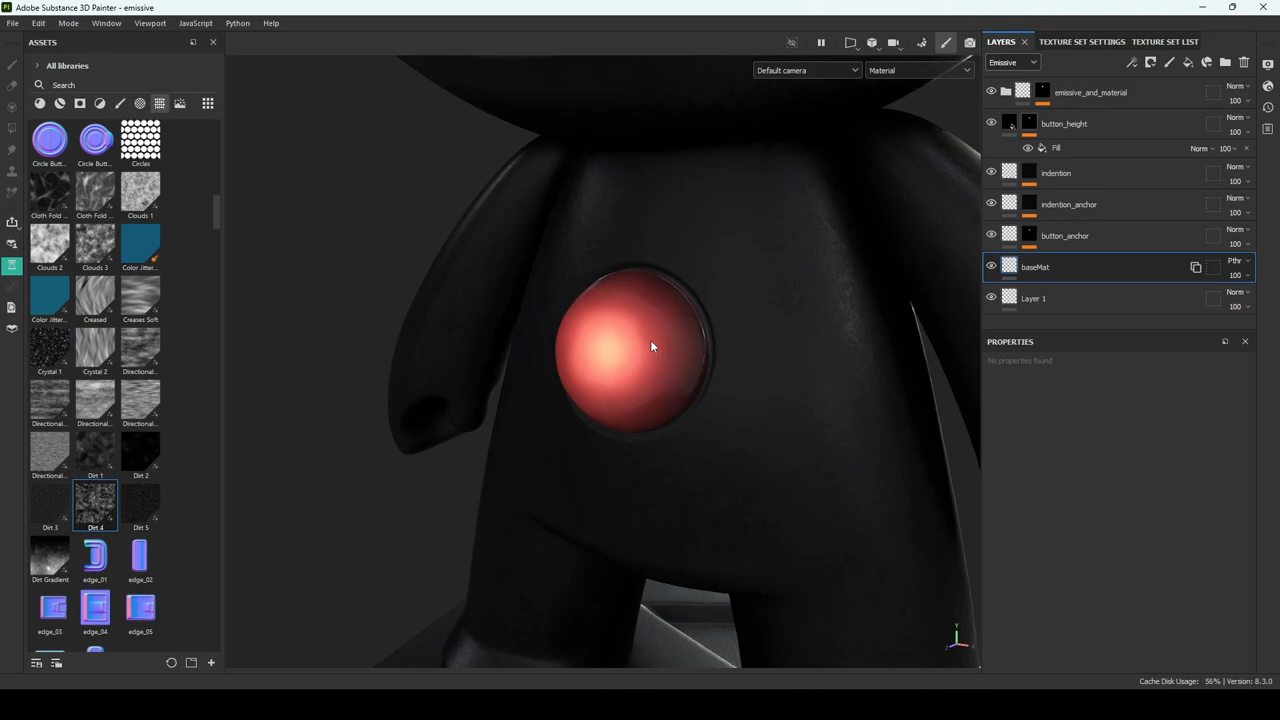 Adobe Substance 3D Painter - emissive
File Edit Mode Window Viewport JavaScript Python Help
ASSETS
All libraries
Search
Circle Butt... Circle Butt... Circles
Cloth Fold ... Cloth Fold ... Clouds 1
Clouds 2 Clouds 3 Color Jitter...
Color Jitter... Creased Creases Soft
Crystal 1 Crystal 2 Directional...
Directional... Directional... Directional...
Directional... Dirt 1 Dirt 2
Dirt 3 Dirt 4 Dirt 5
Dirt Gradient edge_01 edge_02
edge_03 edge_04 edge_05
Default camera
Material
Y
LAYERS TEXTURE SET SETTINGS TEXTURE SET LIST
Emissive
emissive_and_material Norm 100
button_height Norm 100
Fill Norm 100
indention Norm 100
indention_anchor Norm 100
button_anchor Norm 100
baseMat Pthr 100
Layer 1 Norm 100
PROPERTIES
No properties found
Cache Disk Usage: 56% | Version: 8.3.0